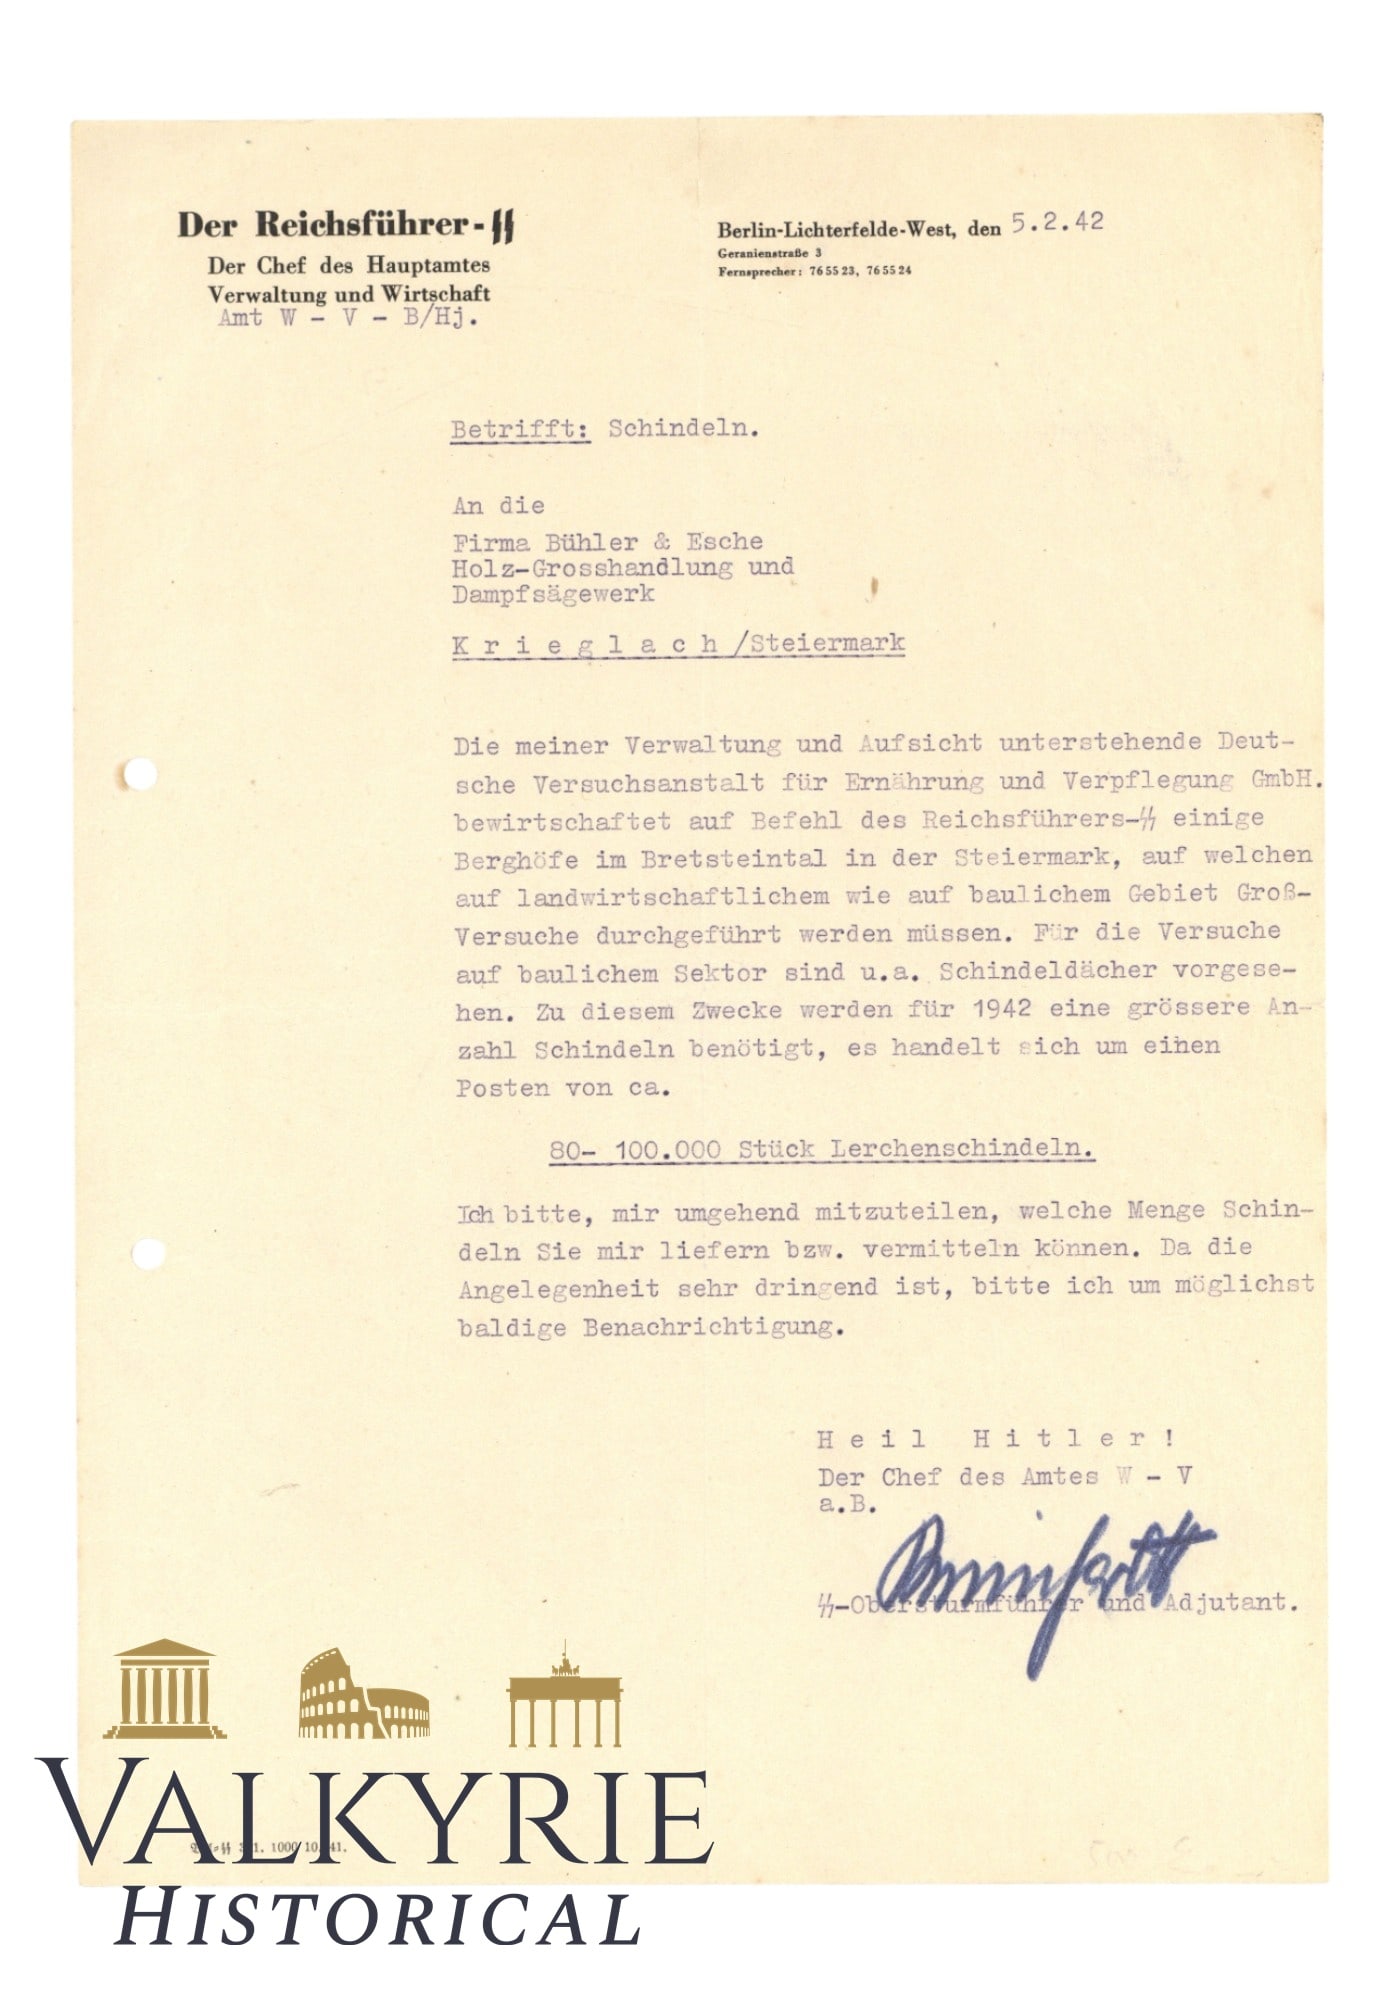 Der Reichsführer-SS
Der Chef des Hauptamtes
Verwaltung und Wirtschaft
Amt W - V - B/Hj.
Berlin-Lichterfelde-West, den 5.2.42
Geranienstraße 3
Fernsprecher: 76 55 23, 76 55 24
Betrifft: Schindeln.
An die
Firma Bühler & Esche
Holz-Grosshandlung und
Dampfsägewerk
K r i e g l a c h /Steiermark
Die meiner Verwaltung und Aufsicht unterstehende Deut-
sche Versuchsanstalt für Ernährung und Verpflegung GmbH.
bewirtschaftet auf Befehl des Reichsführers-SS einige
Berghöfe im Bretsteintal in der Steiermark, auf welchen
auf landwirtschaftlichem wie auf baulichem Gebiet Groß-
Versuche durchgeführt werden müssen. Für die Versuche
auf baulichem Sektor sind u.a. Schindeldächer vorgese-
hen. Zu diesem Zwecke werden für 1942 eine grössere An-
zahl Schindeln benötigt, es handelt sich um einen
Posten von ca.
80- 100.000 Stück Lerchenschindeln.
Ich bitte, mir umgehend mitzuteilen, welche Menge Schin-
deln Sie mir liefern bzw. vermitteln können. Da die
Angelegenheit sehr dringend ist, bitte ich um möglichst
baldige Benachrichtigung.
H e i l   H i t l e r !
Der Chef des Amtes W - V
a.B.
SS-Obersturmführer und Adjutant.
1000 10. 41.
VALKYRIE
HISTORICAL